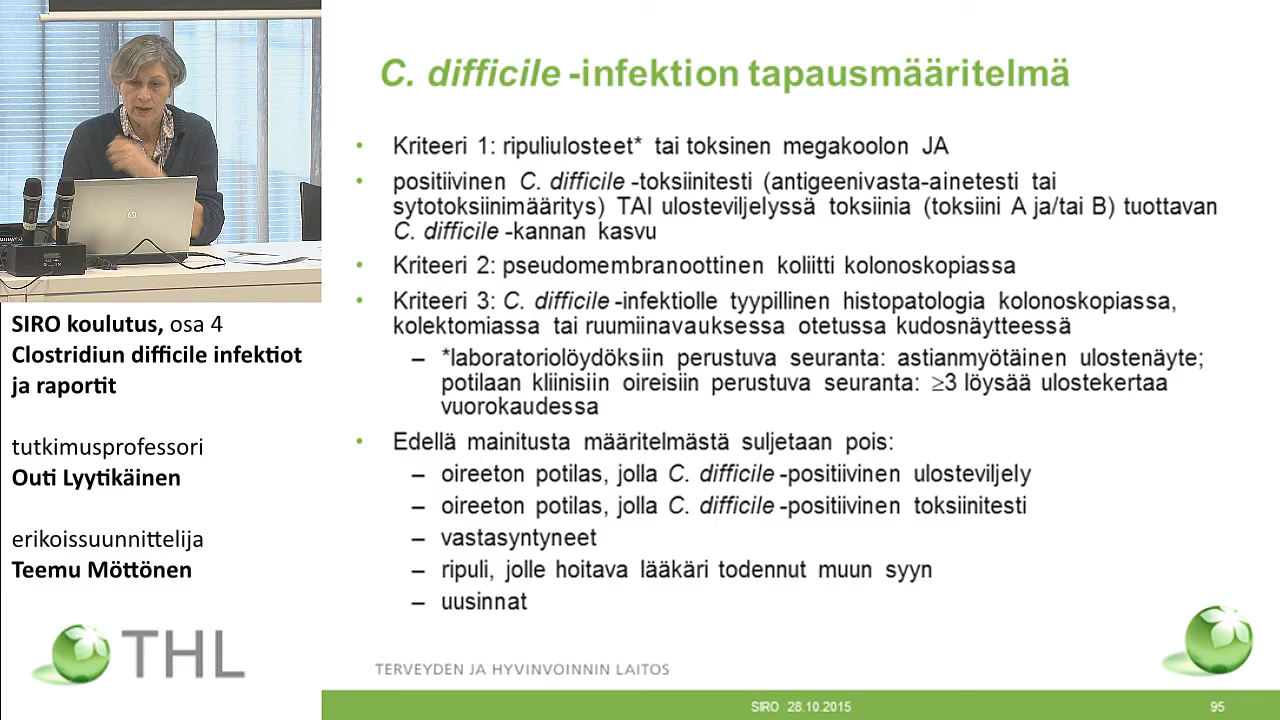 C. difficile -infektion tapausmääritelmä
• Kriteeri 1: ripuliulosteet* tai toksinen megakoolon JA
• positiivinen C. difficile -toksiinitesti (antigeenivasta-ainetesti tai
sytotoksiinimääritys) TAI ulosteviljelyssä toksiinia (toksiini A ja/tai B) tuottavan
C. difficile -kannan kasvu
• Kriteeri 2: pseudomembranoottinen koliitti kolonoskopiassa
• Kriteeri 3: C. difficile -infektiolle tyypillinen histopatologia kolonoskopiassa,
kolektomiassa tai ruumiinavauksessa otetussa kudosnäytteessä
– *laboratoriolöydöksiin perustuva seuranta: astianmyötäinen ulostenäyte;
potilaan kliinisiin oireisiin perustuva seuranta: ≥3 löysää ulostekertaa
vuorokaudessa
• Edellä mainitusta määritelmästä suljetaan pois:
– oireeton potilas, jolla C. difficile -positiivinen ulosteviljely
– oireeton potilas, jolla C. difficile -positiivinen toksiinitesti
– vastasyntyneet
– ripuli, jolle hoitava lääkäri todennut muun syyn
– uusinnat
TERVEYDEN JA HYVINVOINNIN LAITOS
SIRO 28.10.2015
95
SIRO koulutus, osa 4
Clostridiun difficile infektiot
ja raportit
tutkimusprofessori
Outi Lyytikäinen
erikoissuunnittelija
Teemu Möttönen
THL